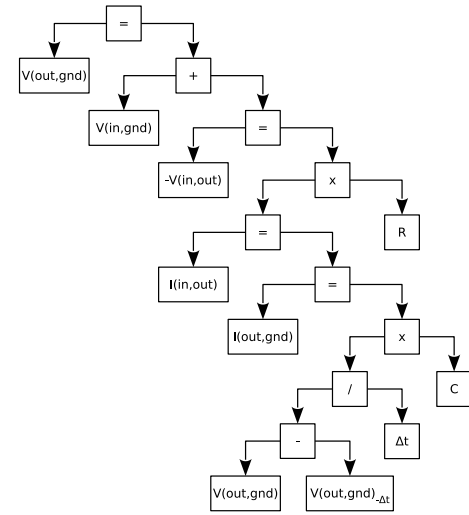 =
V(out,gnd)
+
V(in,gnd)
=
-V(in,out)
x
=
R
I(in,out)
=
I(out,gnd)
x
/
C
-
Δt
V(out,gnd)
V(out,gnd)-Δt